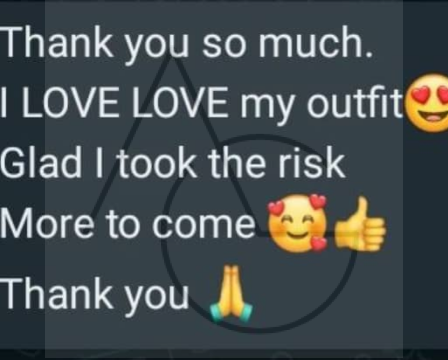 Thank you so much.
I LOVE LOVE my outfit😍
Glad I took the risk
More to come 🥰👍
Thank you 🙏